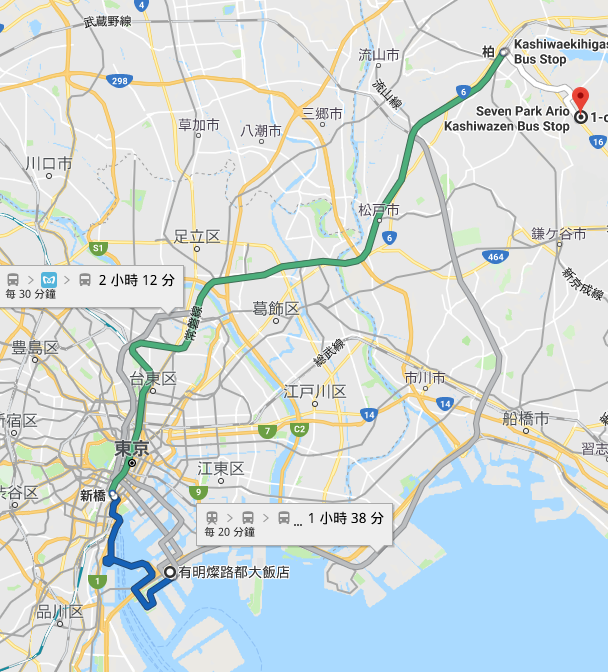 4
武蔵野線
柏
Kashiwaekihigas
Bus Stop
流山市
298
流山線
6
三郷市
Seven Park Ario
Kashiwazen Bus Stop
草加市
八潮市
16
川口市
松戸市
6
鎌ケ谷市
足立区
S1
464
2 小時 12 分
每 30 分鐘
新京成線
常磐線
葛飾区
豊島区
総武線
台東区
江戸川区
市川市
14
14
船橋市
新宿区
7
C2
東京
習志
江東区
新橋
渋谷区
9
... 1 小時 38 分
每 20 分鐘
有明燦路都大飯店
1
品川区